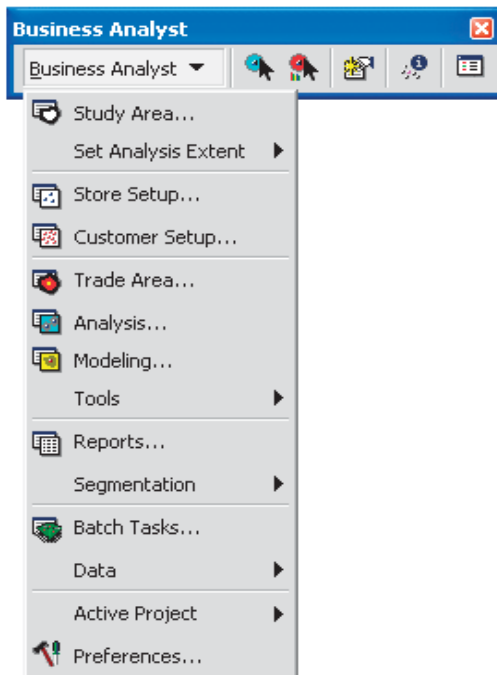 Business Analyst
Business Analyst
Study Area...
Set Analysis Extent
Store Setup...
Customer Setup...
Trade Area...
Analysis...
Modeling...
Tools
Reports...
Segmentation
Batch Tasks...
Data
Active Project
Preferences...